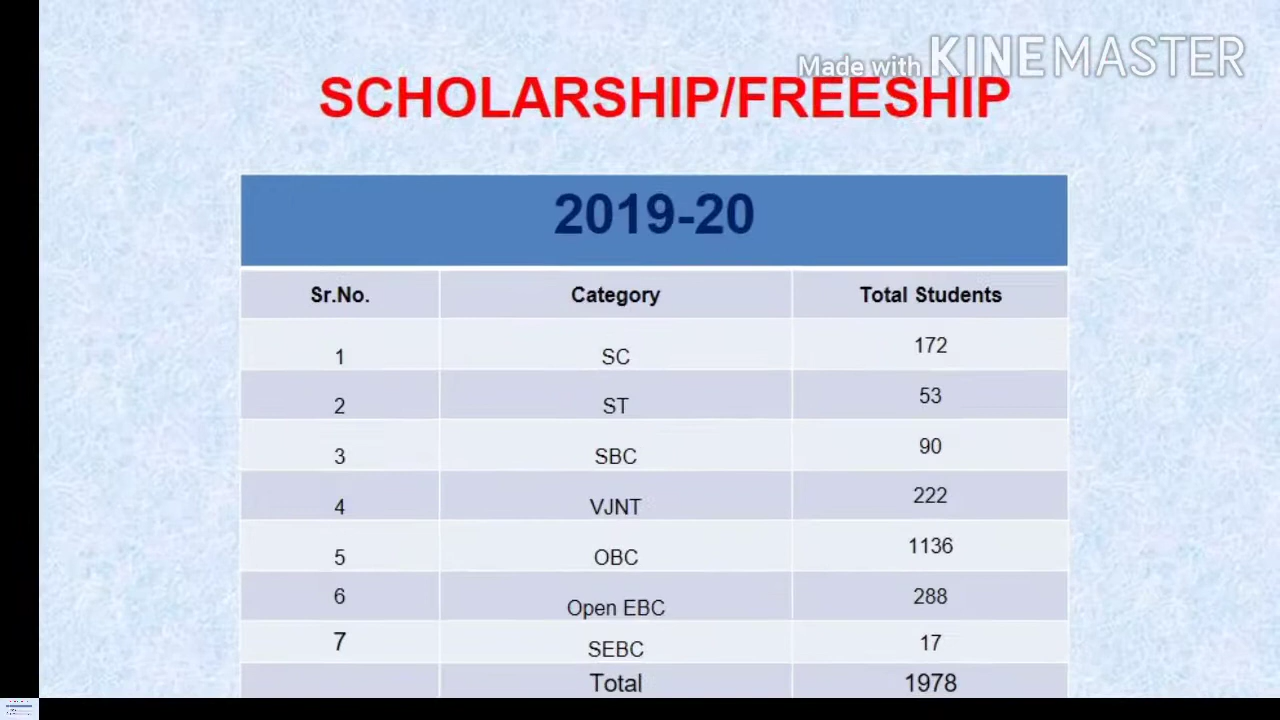 Made with KINEMASTER
SCHOLARSHIP/FREESHIP
2019-20
Sr.No. Category Total Students
1 SC 172
2 ST 53
3 SBC 90
4 VJNT 222
5 OBC 1136
6 Open EBC 288
7 SEBC 17
Total 1978